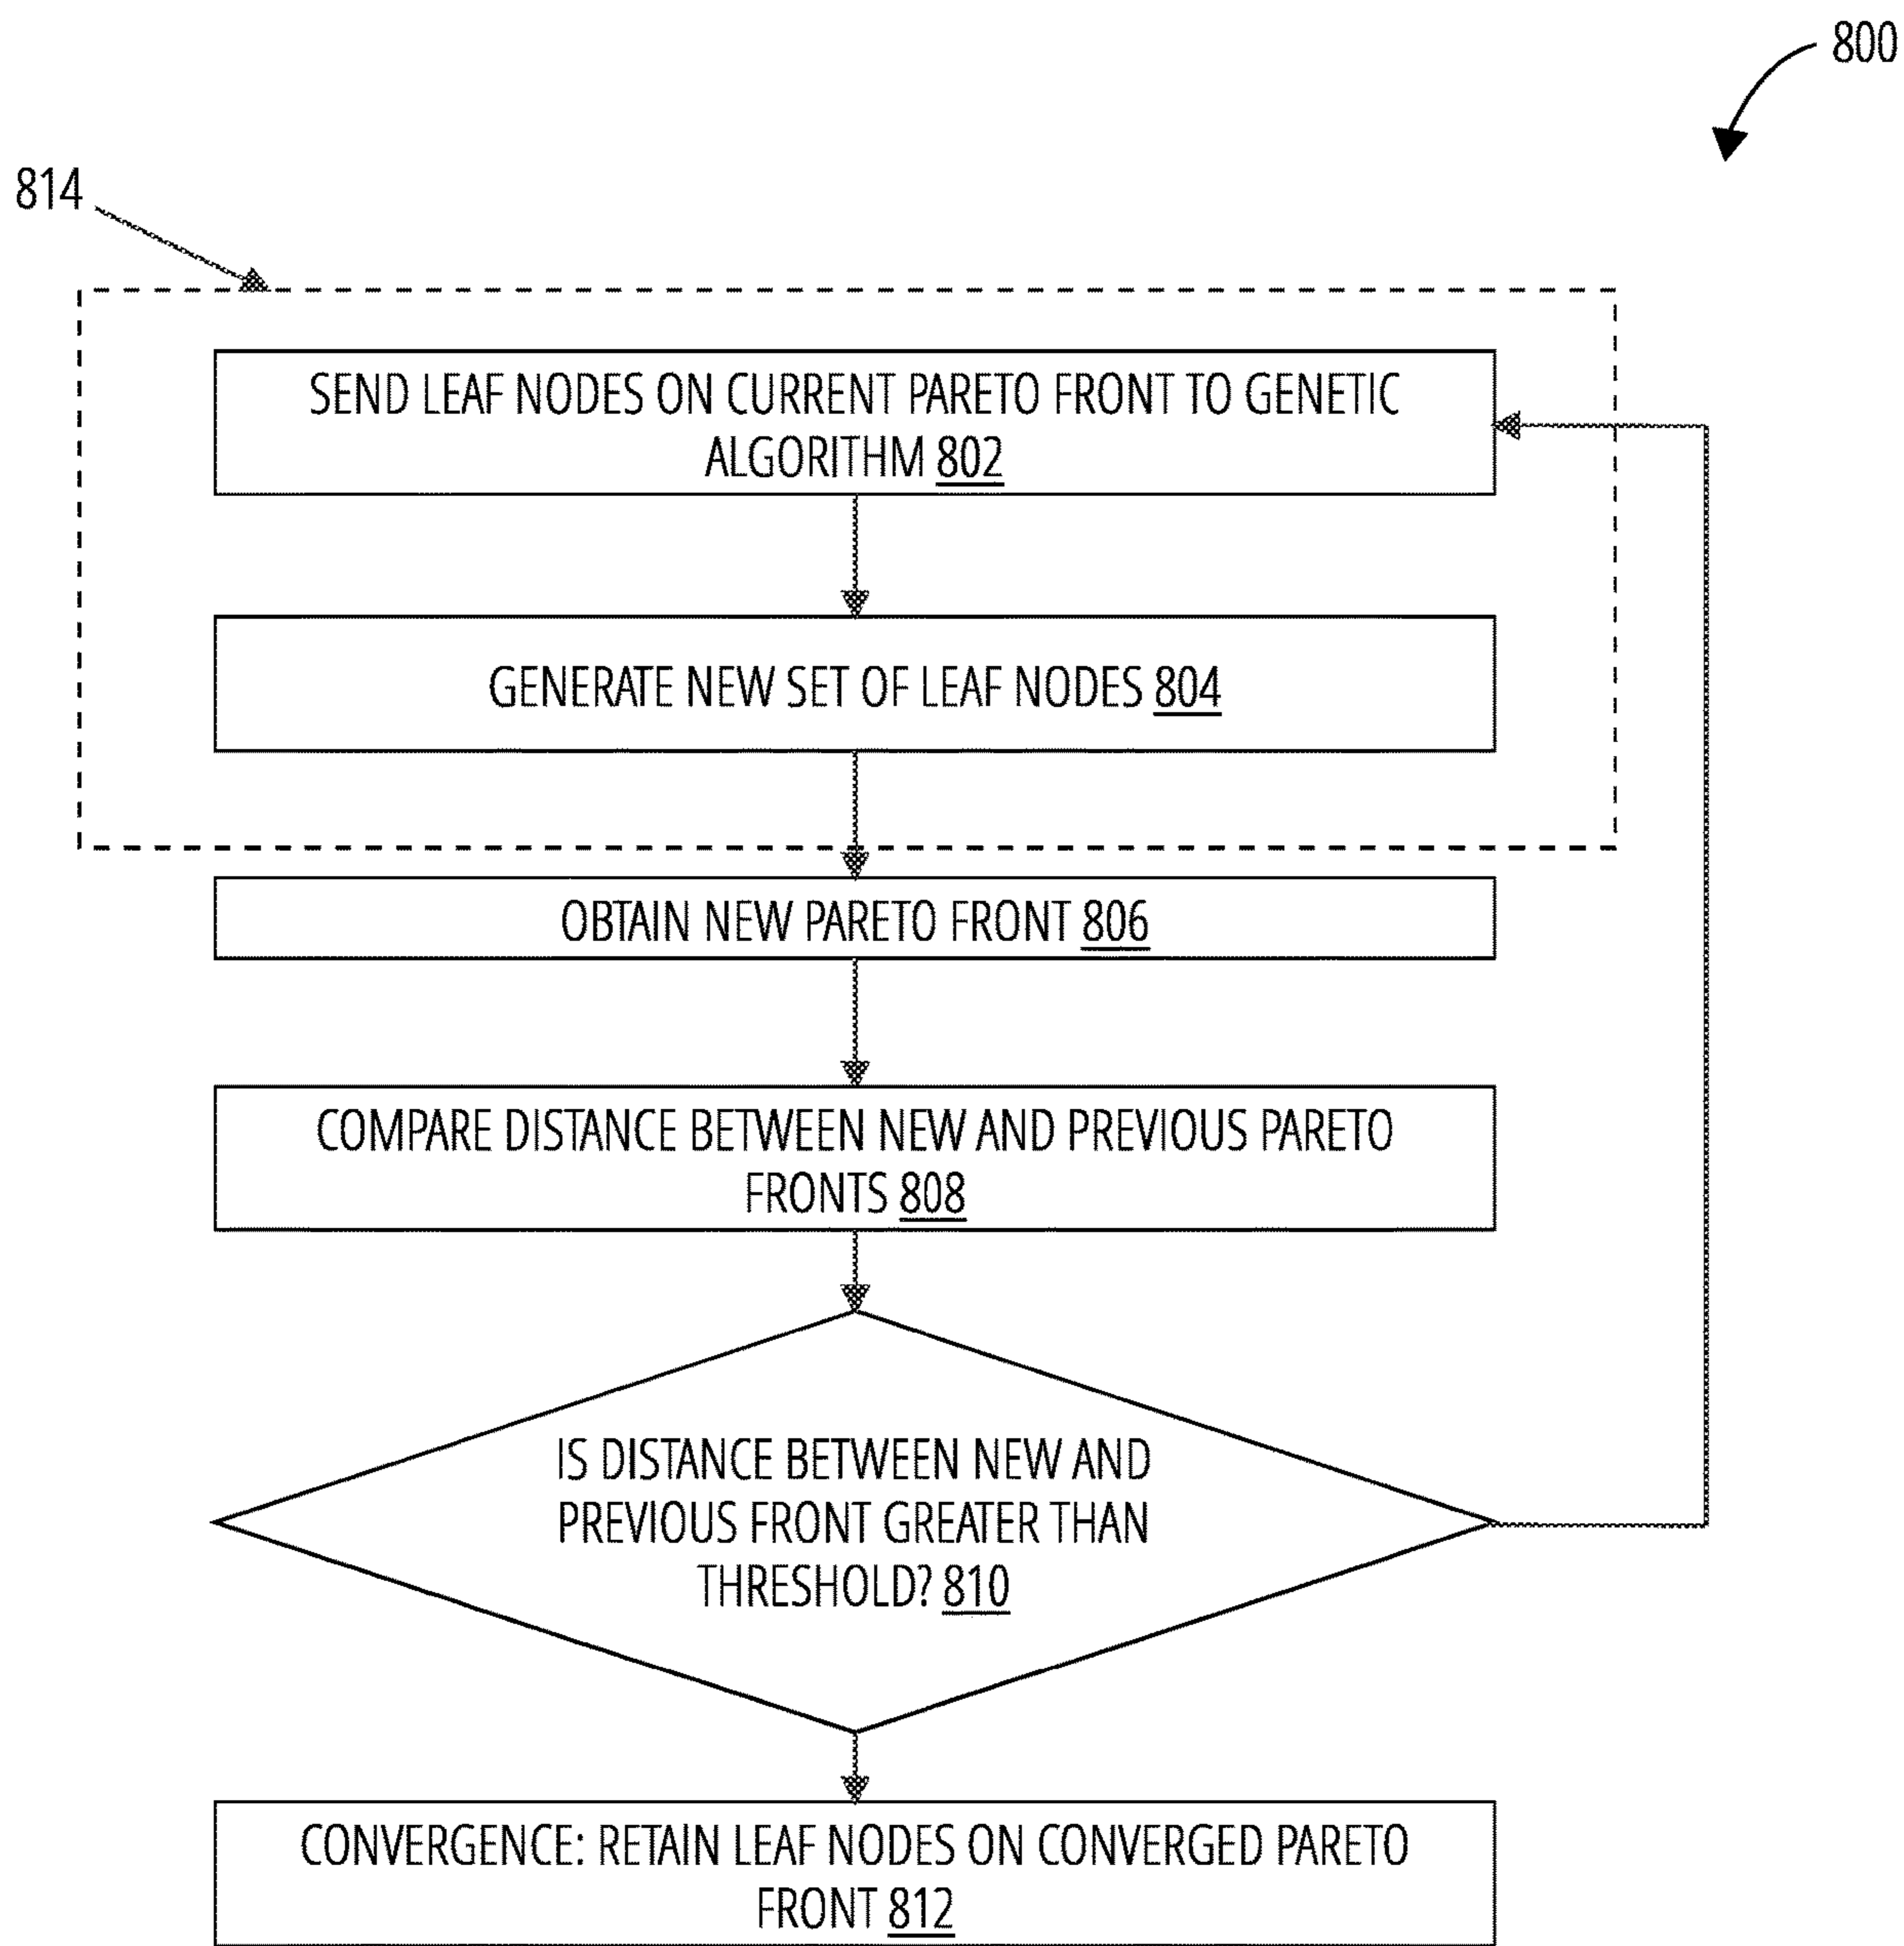 800
814
SEND LEAF NODES ON CURRENT PARETO FRONT TO GENETIC
ALGORITHM 802
GENERATE NEW SET OF LEAF NODES 804
OBTAIN NEW PARETO FRONT 806
COMPARE DISTANCE BETWEEN NEW AND PREVIOUS PARETO
FRONTS 808
IS DISTANCE BETWEEN NEW AND
PREVIOUS FRONT GREATER THAN
THRESHOLD? 810
CONVERGENCE: RETAIN LEAF NODES ON CONVERGED PARETO
FRONT 812